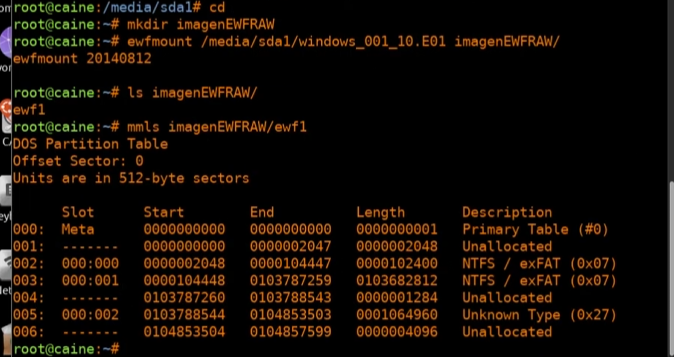 root@caine:/media/sda1# cd
root@caine:~# mkdir imagenEWFRAW
root@caine:~# ewfmount /media/sda1/windows_001_10.E01 imagenEWFRAW/
ewfmount 20140812

root@caine:~# ls imagenEWFRAW/
ewf1
root@caine:~# mmls imagenEWFRAW/ewf1
DOS Partition Table
Offset Sector: 0
Units are in 512-byte sectors

      Slot      Start        End          Length       Description
000:  Meta      0000000000   0000000000   0000000001   Primary Table (#0)
001:  -------   0000000000   0000002047   0000002048   Unallocated
002:  000:000   0000002048   0000104447   0000102400   NTFS / exFAT (0x07)
003:  000:001   0000104448   0103787259   0103682812   NTFS / exFAT (0x07)
004:  -------   0103787260   0103788543   0000001284   Unallocated
005:  000:002   0103788544   0104853503   0001064960   Unknown Type (0x27)
006:  -------   0104853504   0104857599   0000004096   Unallocated
root@caine:~#